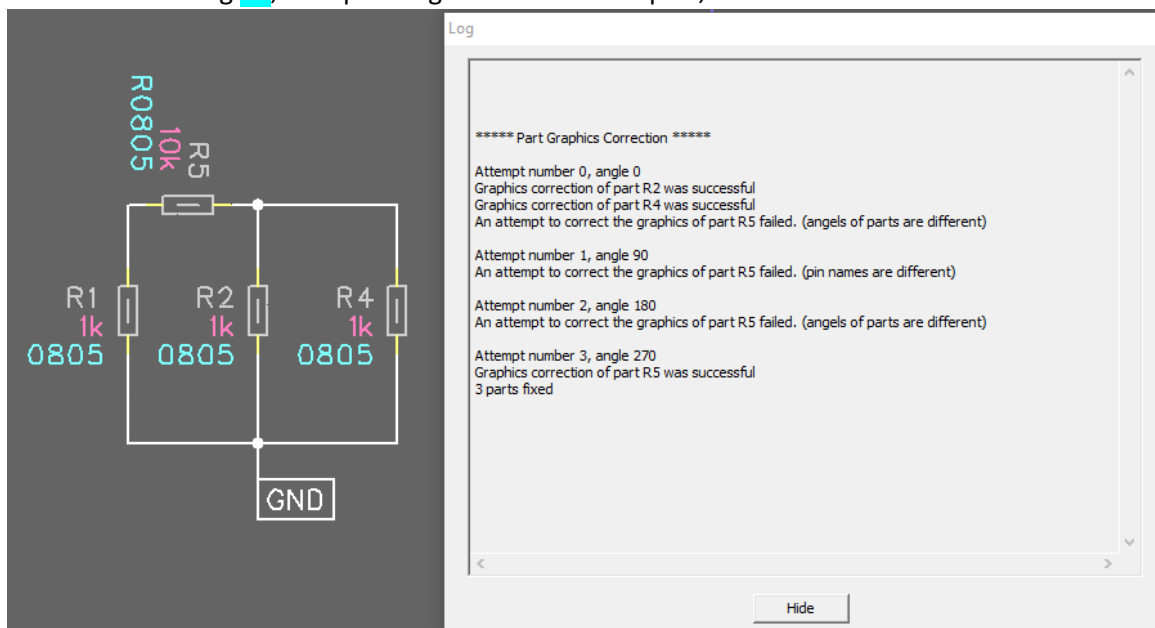 Log
R0805
10k
R5
R1
1k
0805
R2
1k
0805
R4
1k
0805
GND
***** Part Graphics Correction *****
Attempt number 0, angle 0
Graphics correction of part R2 was successful
Graphics correction of part R4 was successful
An attempt to correct the graphics of part R5 failed. (angels of parts are different)
Attempt number 1, angle 90
An attempt to correct the graphics of part R5 failed. (pin names are different)
Attempt number 2, angle 180
An attempt to correct the graphics of part R5 failed. (angels of parts are different)
Attempt number 3, angle 270
Graphics correction of part R5 was successful
3 parts fixed
Hide